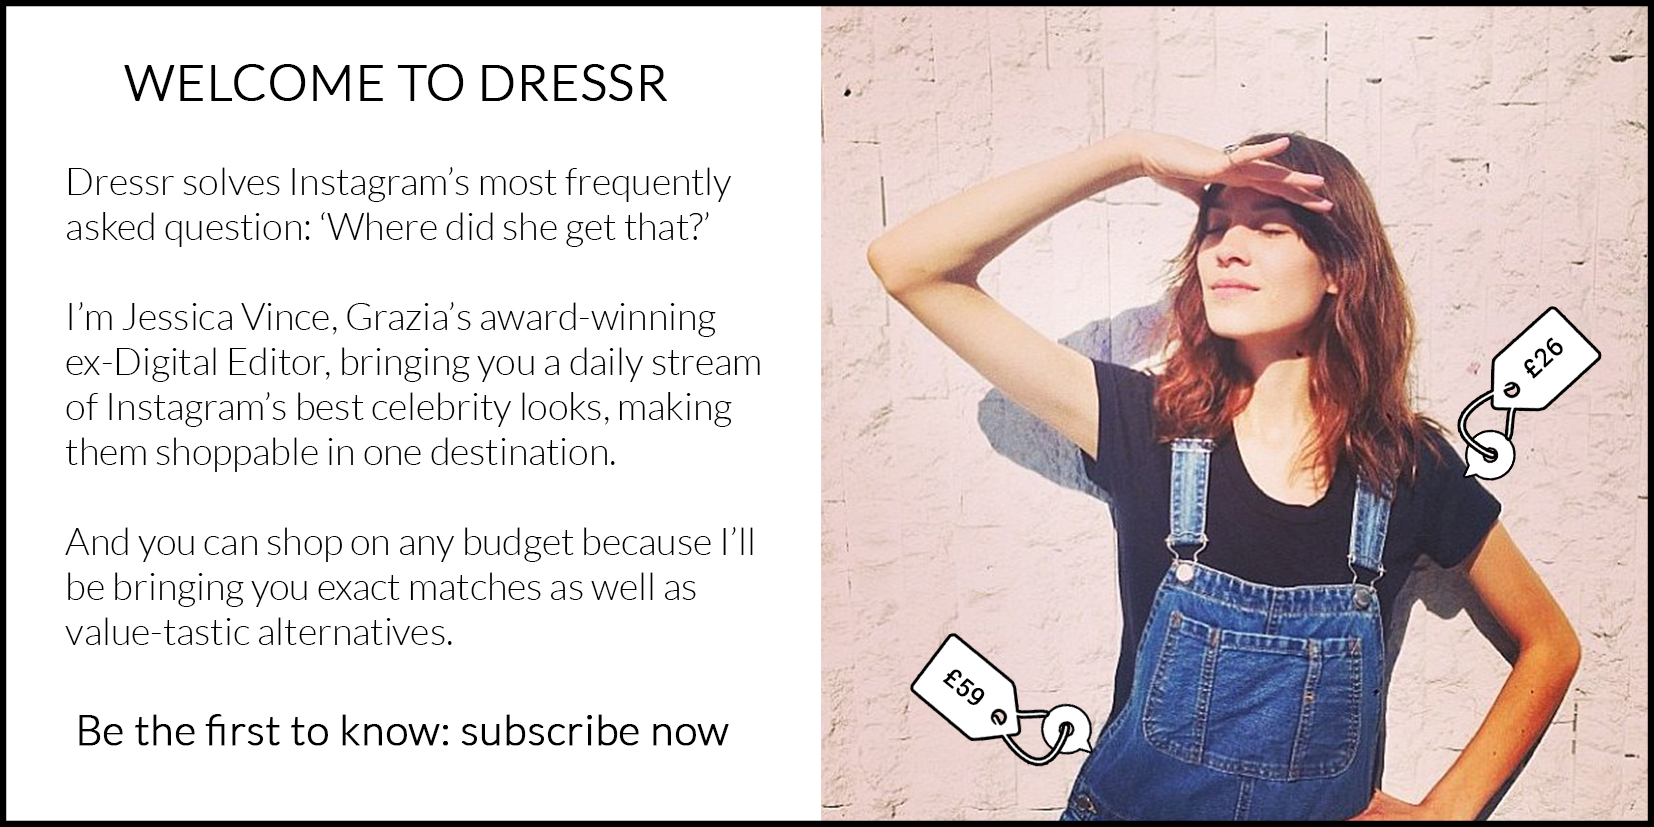 WELCOME TO DRESSR
Dressr solves Instagram’s most frequently
asked question: ‘Where did she get that?’
I’m Jessica Vince, Grazia’s award-winning
ex-Digital Editor, bringing you a daily stream
of Instagram’s best celebrity looks, making
them shoppable in one destination.
And you can shop on any budget because I’ll
be bringing you exact matches as well as
value-tastic alternatives.
Be the first to know: subscribe now
£26
£59